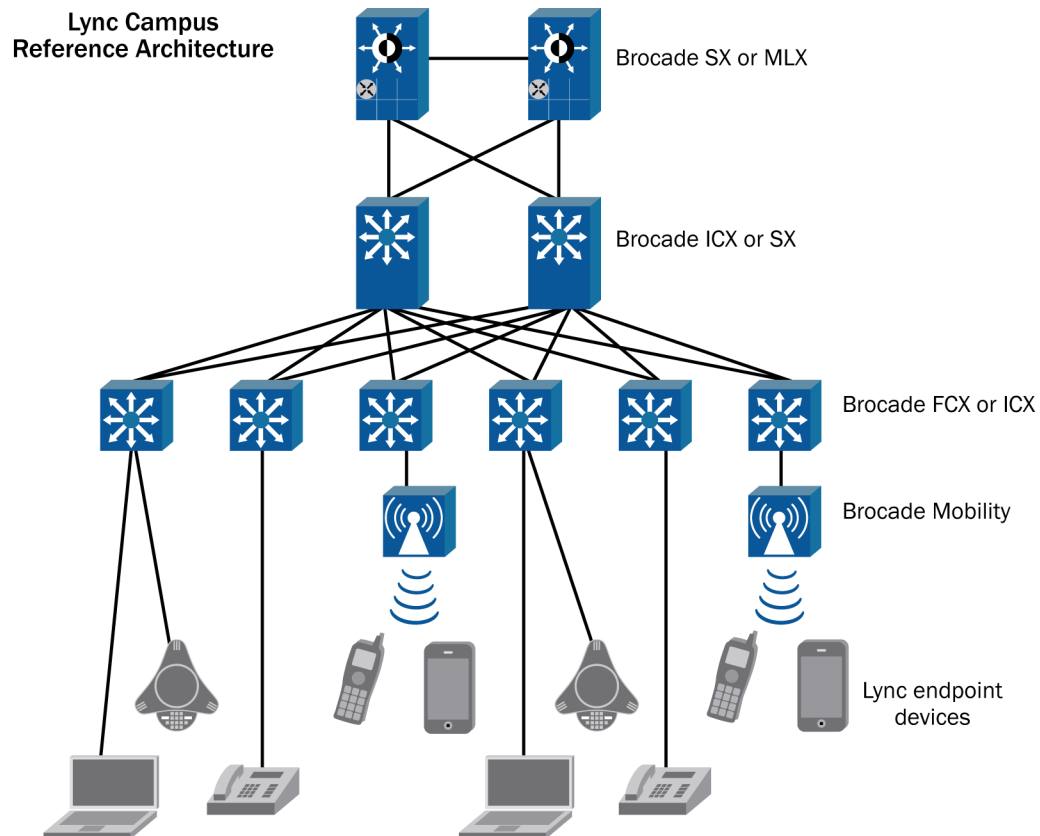 Lync Campus
Reference Architecture
Brocade SX or MLX
Brocade ICX or SX
Brocade FCX or ICX
Brocade Mobility
Lync endpoint
devices